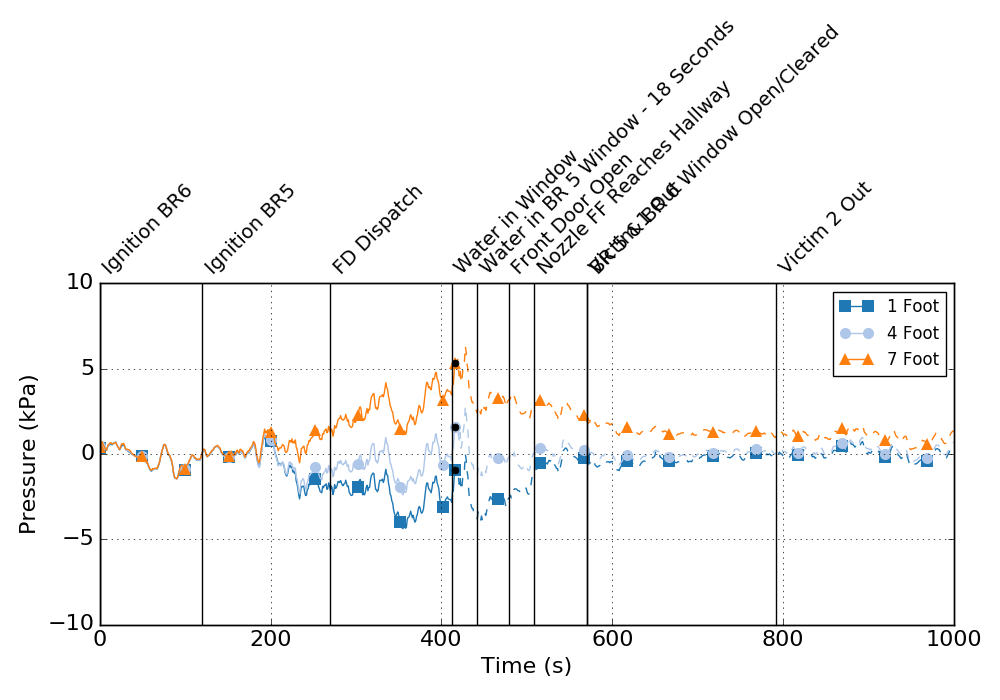 Ignition BR6
Ignition BR5
FD Dispatch
Water in Window
Water in BR 5 Window - 18 Seconds
Front Door Open
Nozzle FF Reaches Hallway
Victim 1 Out
BR 5 & BR 6 Window Open/Cleared
Victim 2 Out
10
5
0
−5
−10
Pressure (kPa)
1 Foot
4 Foot
7 Foot
0
200
400
600
800
1000
Time (s)